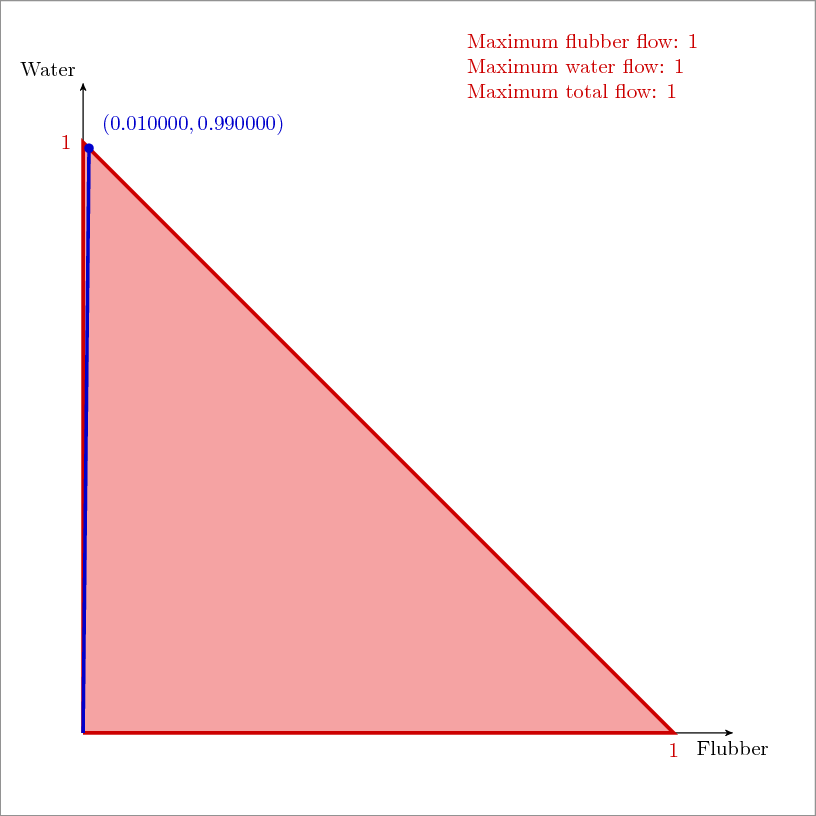 Maximum flubber flow: 1
Maximum water flow: 1
Maximum total flow: 1
Water
(0.010000, 0.990000)
1
1
Flubber